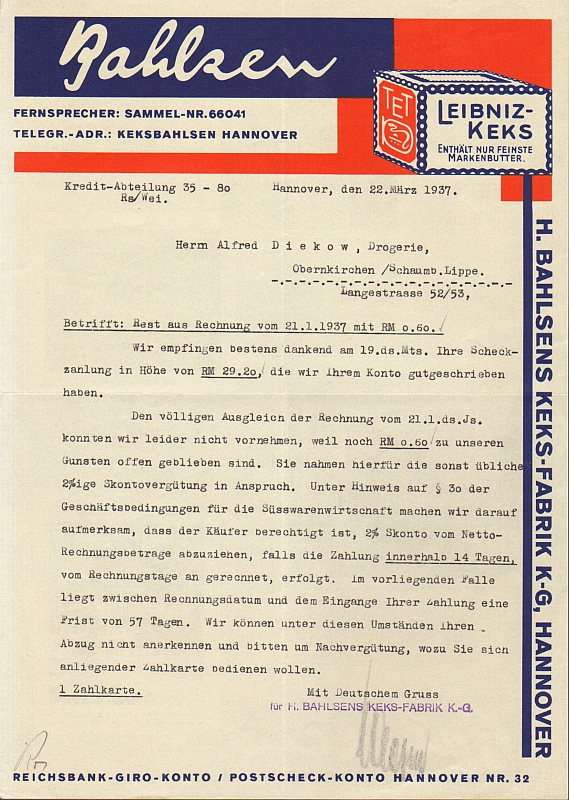 Bahlsen
FERNSPRECHER: SAMMEL-NR. 66041
TELEGR.-ADR.: KEKSBAHLSEN HANNOVER
TET
LEIBNIZ-
KEKS
ENTHÄLT NUR FEINSTE
MARKENBUTTER.
Kredit-Abteilung 35 - 80
Rs/Wei.
Hannover, den 22.März 1937.
Herrn Alfred Diekow, Drogerie,
Obernkirchen /Schaumb.Lippe.
Langestrasse 52/53,
Betrifft: Rest aus Rechnung vom 21.1.1937 mit RM 0.60.
Wir empfingen bestens dankend am 19.ds.Mts. Ihre Scheck-
zahlung in Höhe von RM 29.20, die wir Ihrem Konto gutgeschrieben
haben.
Den völligen Ausgleich der Rechnung vom 21.1.ds.Js.
konnten wir leider nicht vornehmen, weil noch RM 0.60 zu unseren
Gunsten offen geblieben sind. Sie nahmen hierfür die sonst übliche
2%ige Skontovergütung in Anspruch. Unter Hinweis auf § 30 der
Geschäftsbedingungen für die Süsswarenwirtschaft machen wir darauf
aufmerksam, dass der Käufer berechtigt ist, 2% Skonto vom Netto-
Rechnungsbetrage abzuziehen, falls die Zahlung innerhalb 14 Tagen,
vom Rechnungstage an gerechnet, erfolgt. Im vorliegenden Falle
liegt zwischen Rechnungsdatum und dem Eingange Ihrer Zahlung eine
Frist von 57 Tagen. Wir können unter diesen Umständen Ihren
Abzug nicht anerkennen und bitten um Nachvergütung, wozu Sie sich
anliegender Zahlkarte bedienen wollen.
1 Zahlkarte.
Mit Deutschem Gruss
für H. BAHLSENS KEKS-FABRIK K.-G.
REICHSBANK-GIRO-KONTO / POSTSCHECK-KONTO HANNOVER NR. 32
H. BAHLSENS KEKS-FABRIK K-G, HANNOVER